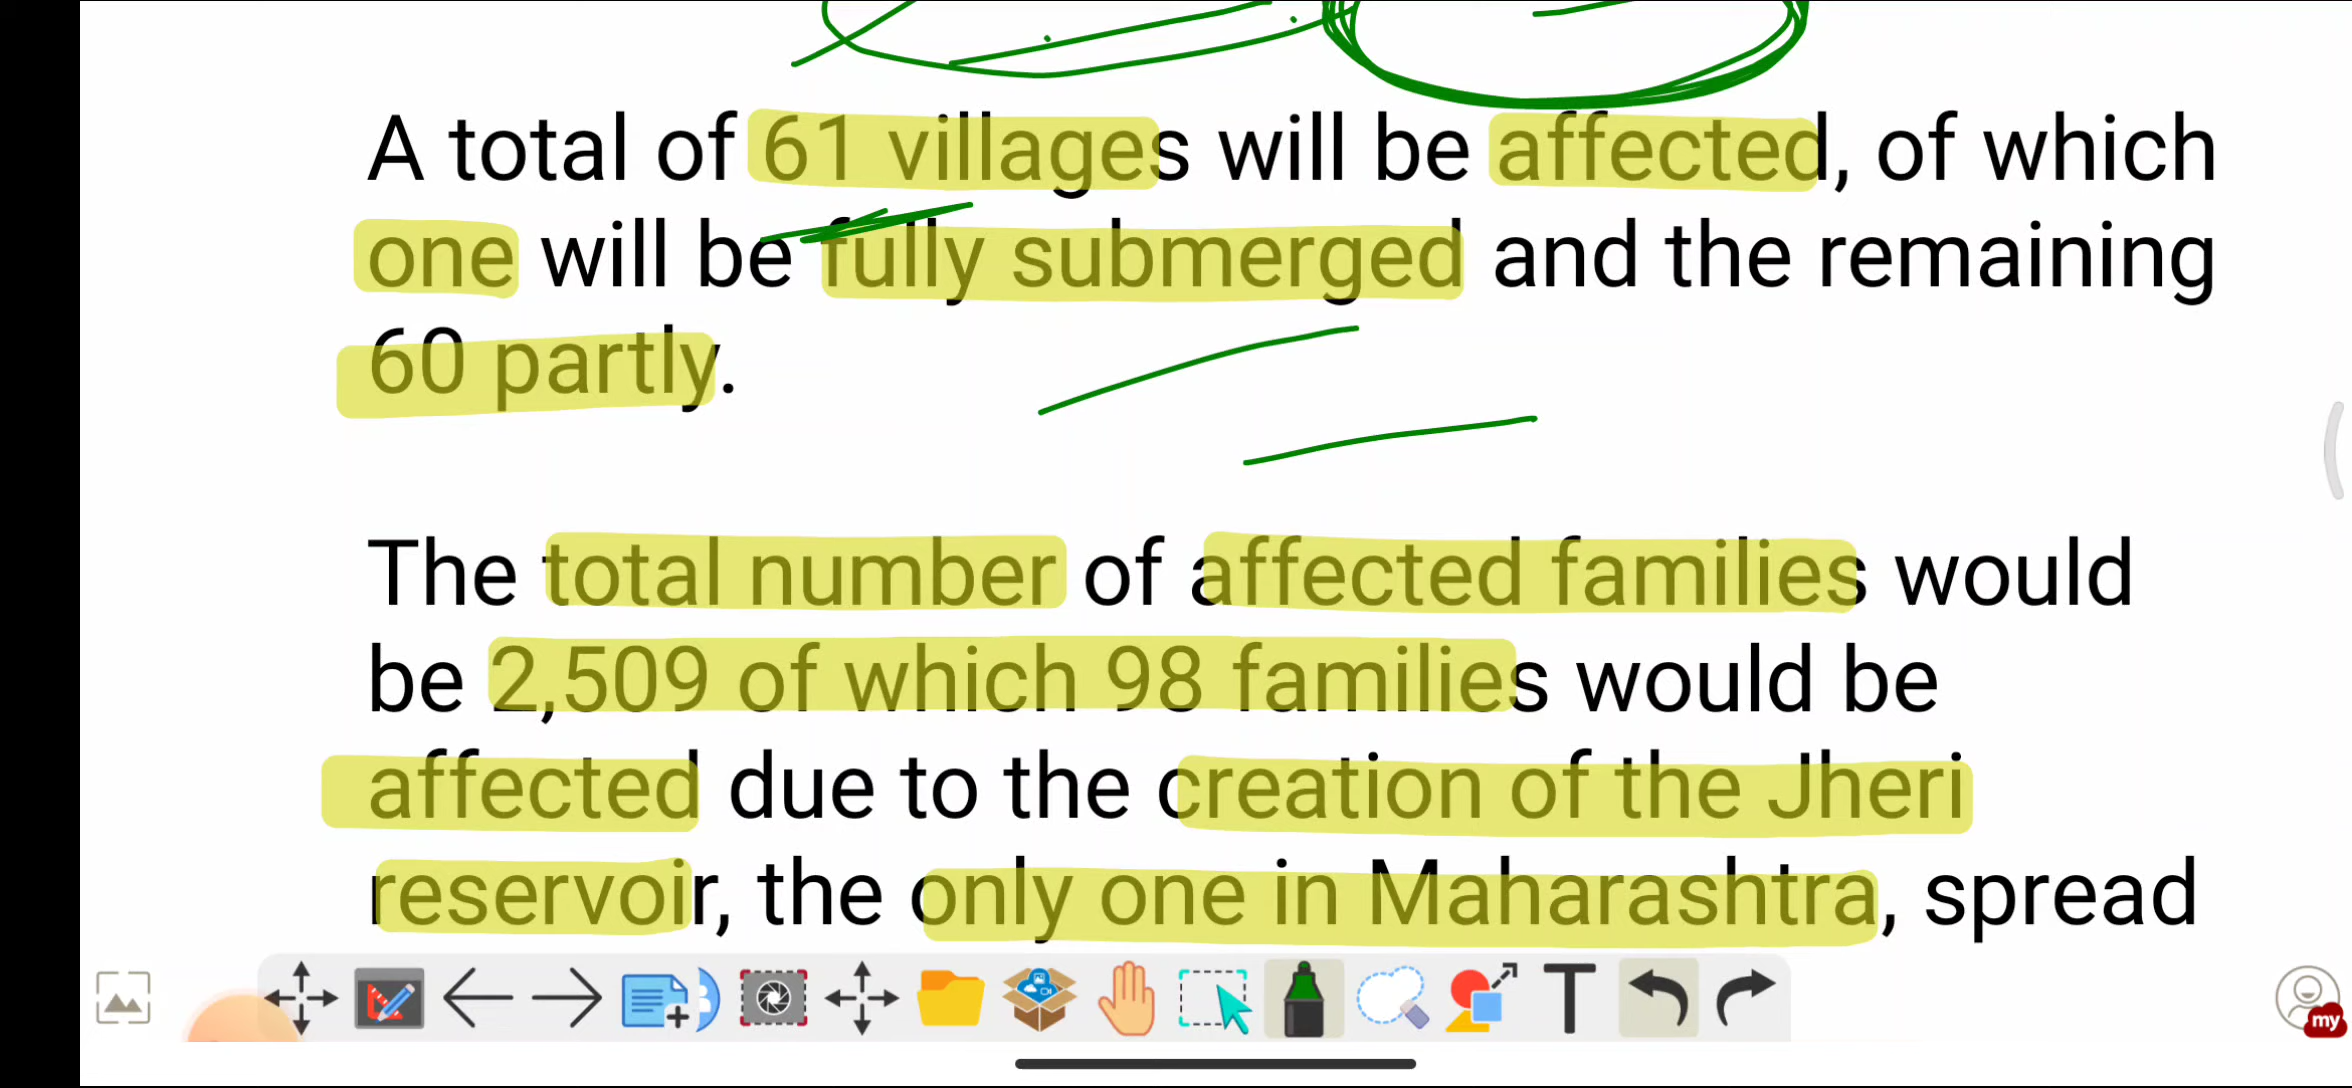 A total of 61 villages will be affected, of which
one will be fully submerged and the remaining
60 partly.
The total number of affected families would
be 2,509 of which 98 families would be
affected due to the creation of the Jheri
reservoir, the only one in Maharashtra, spread
T
my